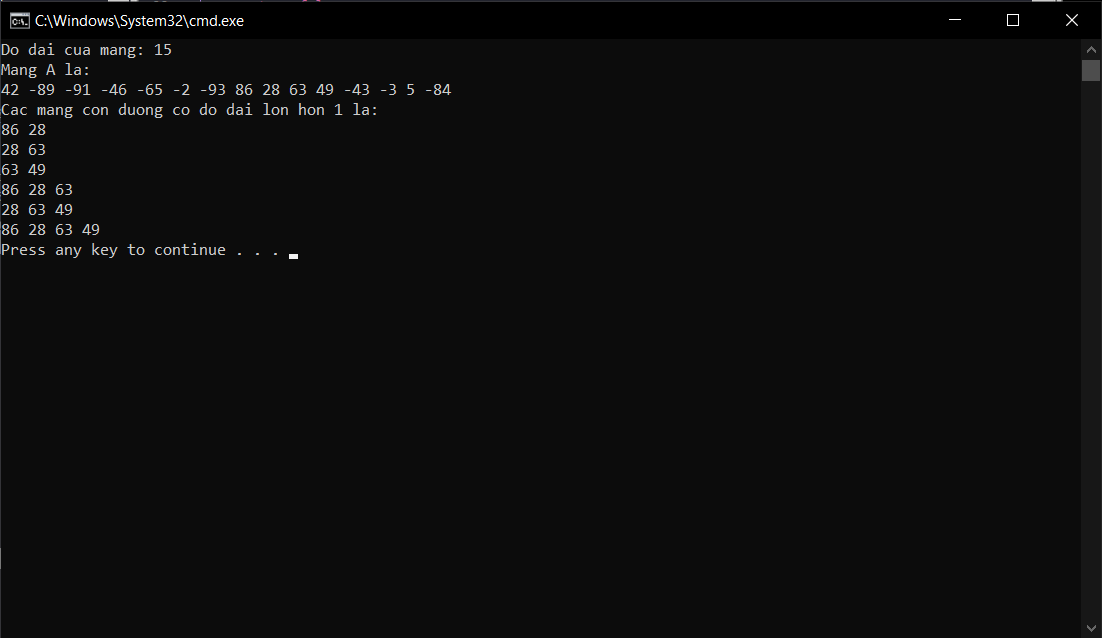 C:\Windows\System32\cmd.exe
Do dai cua mang: 15
Mang A la:
42 -89 -91 -46 -65 -2 -93 86 28 63 49 -43 -3 5 -84
Cac mang con duong co do dai lon hon 1 la:
86 28
28 63
63 49
86 28 63
28 63 49
86 28 63 49
Press any key to continue . . .